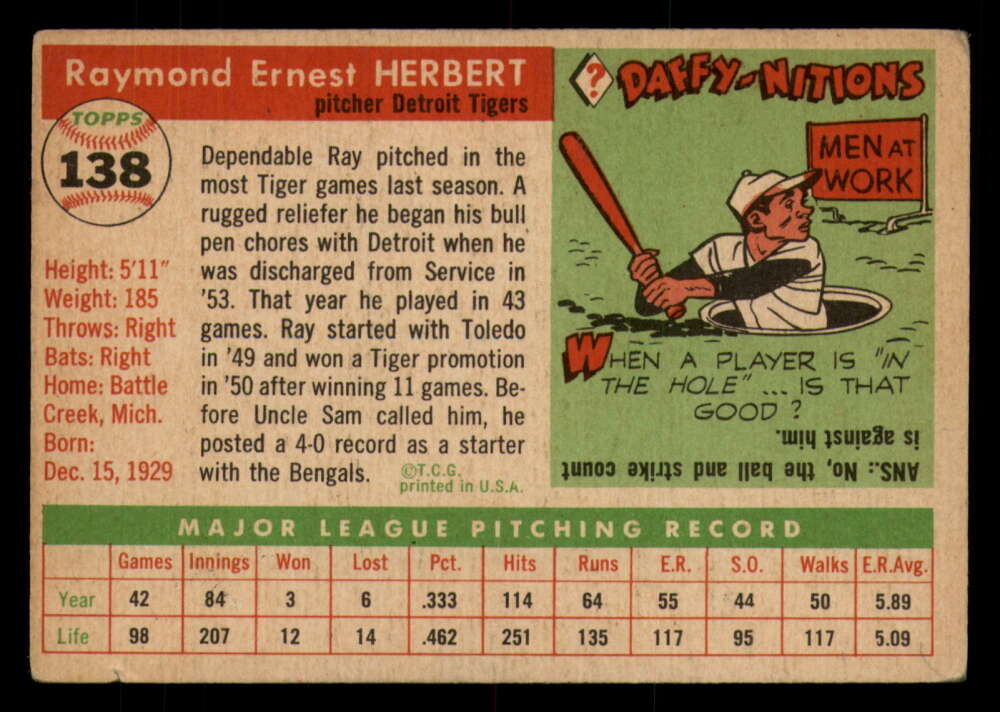 Raymond Ernest HERBERT
pitcher Detroit Tigers
TOPPS
138
Height: 5'11"
Weight: 185
Throws: Right
Bats: Right
Home: Battle
Creek, Mich.
Born:
Dec. 15, 1929
Dependable Ray pitched in the
most Tiger games last season. A
rugged reliefer he began his bull
pen chores with Detroit when he
was discharged from Service in
'53. That year he played in 43
games. Ray started with Toledo
in '49 and won a Tiger promotion
in '50 after winning 11 games. Be-
fore Uncle Sam called him, he
posted a 4-0 record as a starter
with the Bengals.
©T.C.G.
printed in U.S.A.
? DAFFY-NITIONS
MEN AT
WORK
WHEN A PLAYER IS "IN
THE HOLE" ... IS THAT
GOOD ?
ANS.: No, the ball and strike count
is against him.
MAJOR LEAGUE PITCHING RECORD
Games Innings Won Lost Pct. Hits Runs E.R. S.O. Walks E.R.Avg.
Year 42 84 3 6 .333 114 64 55 44 50 5.89
Life 98 207 12 14 .462 251 135 117 95 117 5.09